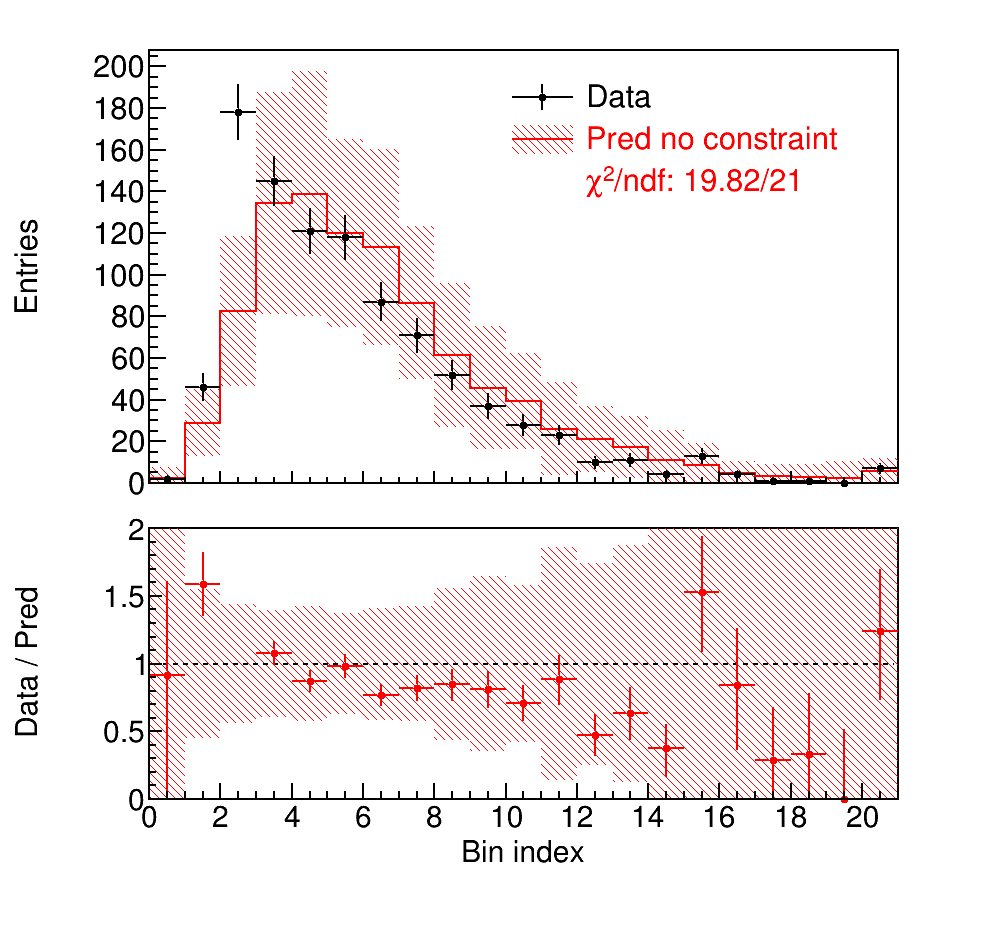 200
180
160
140
120
100
80
60
40
20
0
Entries
Data
Pred no constraint
χ²/ndf: 19.82/21
2
1.5
1
0.5
0
Data / Pred
0 2 4 6 8 10 12 14 16 18 20
Bin index